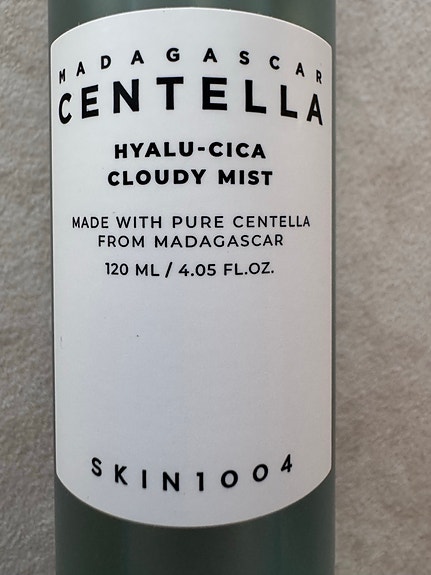 MADAGASCAR
CENTELLA
HYALU-CICA
CLOUDY MIST
MADE WITH PURE CENTELLA
FROM MADAGASCAR
120 ML / 4.05 FL.OZ.
SKIN1004